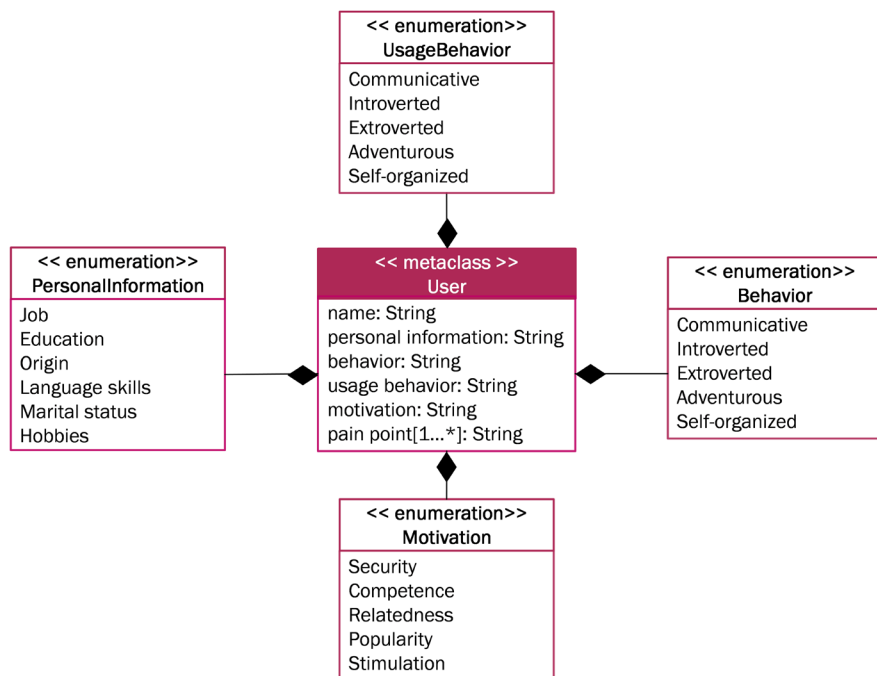 << enumeration>>
UsageBehavior
Communicative
Introverted
Extroverted
Adventurous
Self-organized
<< enumeration>>
PersonalInformation
Job
Education
Origin
Language skills
Marital status
Hobbies
<< metaclass >>
User
name: String
personal information: String
behavior: String
usage behavior: String
motivation: String
pain point[1...*]: String
<< enumeration>>
Behavior
Communicative
Introverted
Extroverted
Adventurous
Self-organized
<< enumeration>>
Motivation
Security
Competence
Relatedness
Popularity
Stimulation